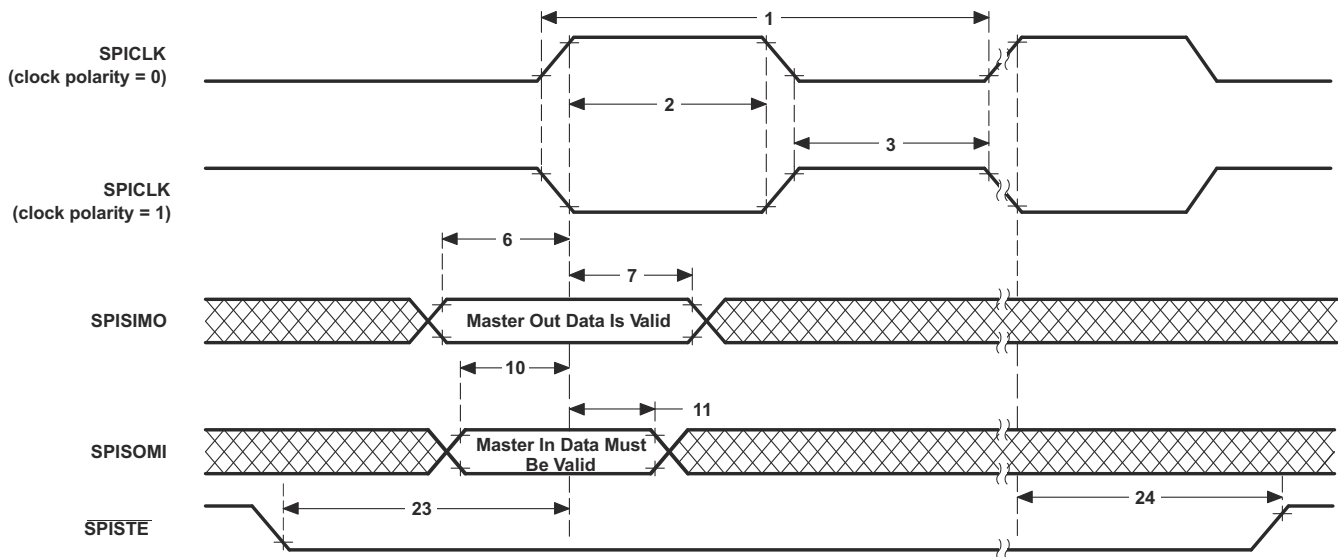 1
SPICLK
(clock polarity = 0)
2
3
SPICLK
(clock polarity = 1)
6
7
SPISIMO
Master Out Data Is Valid
10
11
SPISOMI
Master In Data Must
Be Valid
23
24
SPISTE